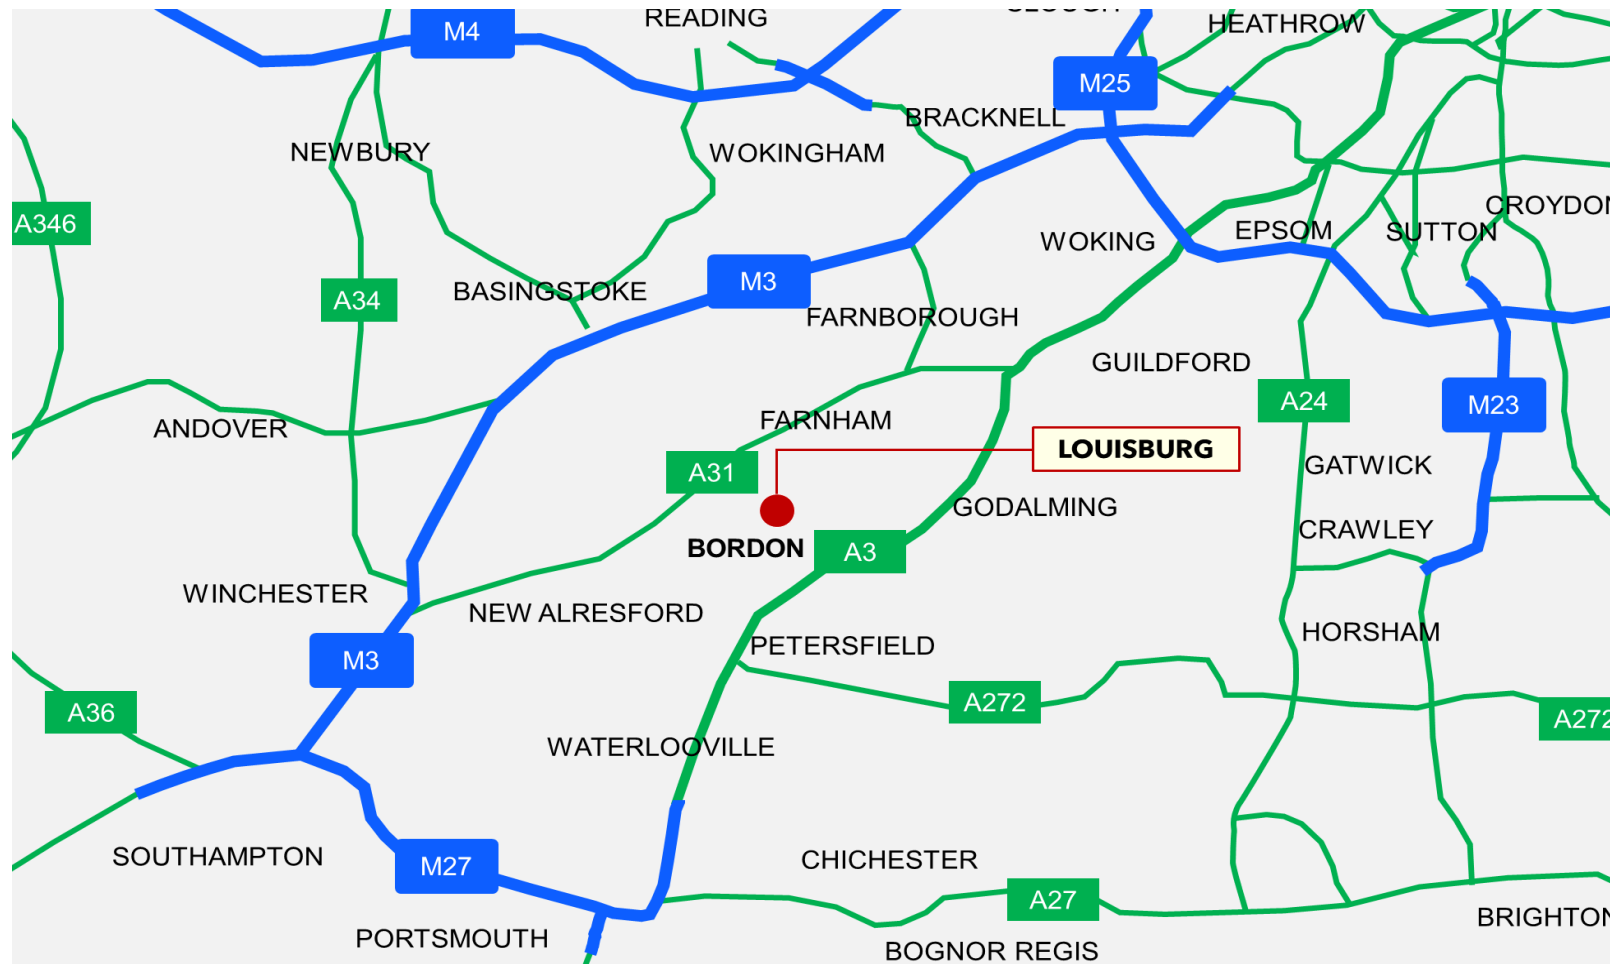 READING
M4
HEATHROW
M25
BRACKNELL
NEWBURY
WOKINGHAM
A346
CROYDON
EPSOM
SUTTON
WOKING
M3
BASINGSTOKE
A34
FARNBOROUGH
GUILDFORD
A24
M23
FARNHAM
ANDOVER
LOUISBURG
GATWICK
A31
GODALMING
CRAWLEY
BORDON
A3
WINCHESTER
NEW ALRESFORD
HORSHAM
PETERSFIELD
M3
A272
A36
A272
WATERLOOVILLE
SOUTHAMPTON
CHICHESTER
M27
A27
BRIGHTON
PORTSMOUTH
BOGNOR REGIS